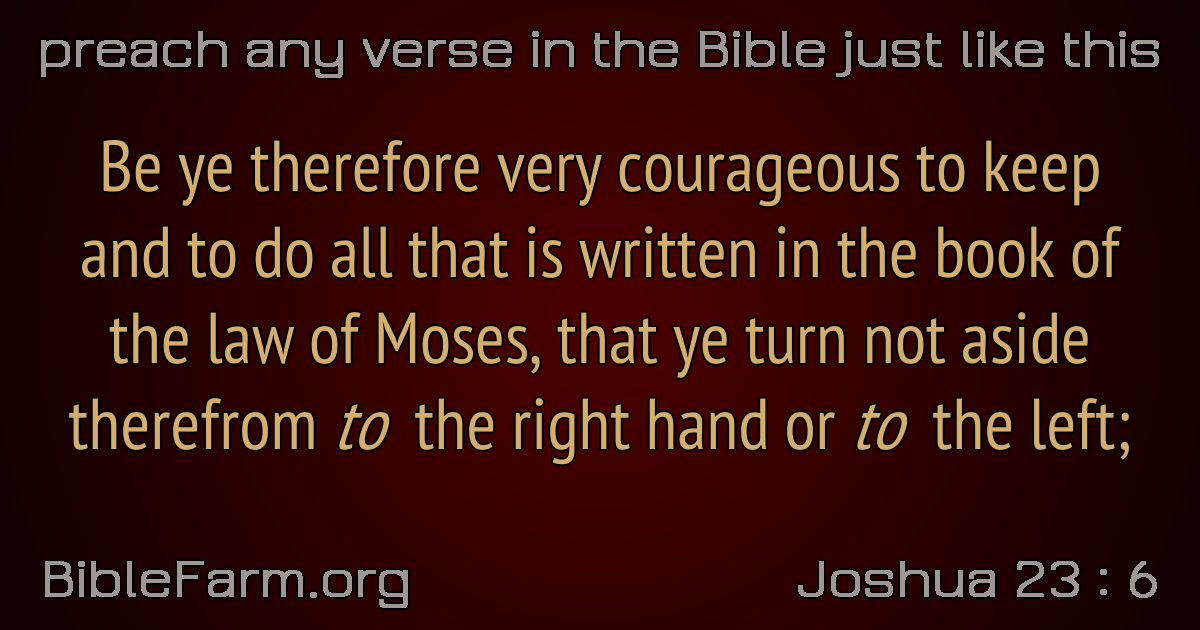 preach any verse in the Bible just like this
Be ye therefore very courageous to keep
and to do all that is written in the book of
the law of Moses, that ye turn not aside
therefrom to the right hand or to the left;
BibleFarm.org
Joshua 23 : 6